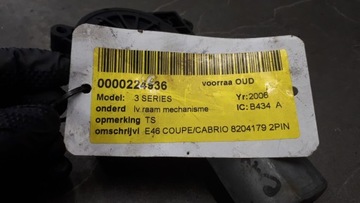 0000224936 voorraa OUD
Model: 3 SERIES Yr: 2006
onderd lv.raam mechanisme IC: B434 A
opmerking TS
omschrijvi E46 COUPE/CABRIO 8204179 2PIN